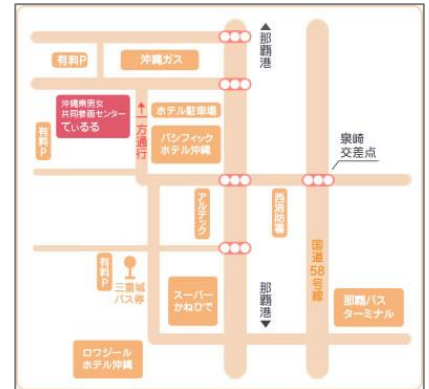 ▲那覇港
有料P
沖縄ガス
沖縄県男女
共同参画センター
てぃるる
↑一方通行
ホテル駐車場
パシフィック
ホテル沖縄
有料P
泉崎
交差点
アルテック
西消防署
国道58号線
有料P
三重城
バス停
スーパー
かねひで
那覇港▼
那覇バス
ターミナル
ロワジール
ホテル沖縄